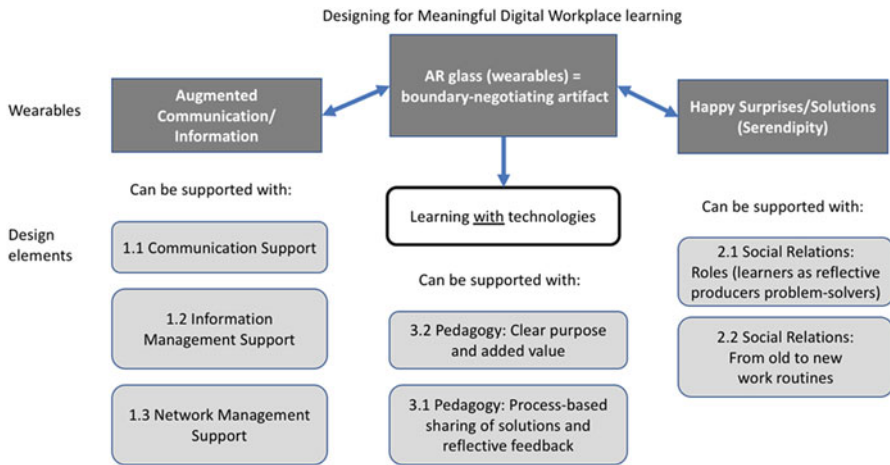 Designing for Meaningful Digital Workplace learning
Wearables
Augmented
Communication/
Information
AR glass (wearables) =
boundary-negotiating artifact
Happy Surprises/Solutions
(Serendipity)
Design
elements
Can be supported with:
1.1 Communication Support
1.2 Information
Management Support
1.3 Network Management
Support
Learning with technologies
Can be supported with:
3.2 Pedagogy: Clear purpose
and added value
3.1 Pedagogy: Process-based
sharing of solutions and
reflective feedback
Can be supported with:
2.1 Social Relations:
Roles (learners as reflective
producers problem-solvers)
2.2 Social Relations:
From old to new
work routines